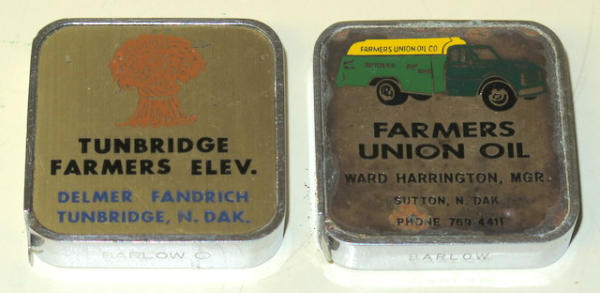 TUNBRIDGE
FARMERS ELEV.
DELMER FANDRICH
TUNBRIDGE, N. DAK.
BARLOW ©
FARMERS UNION OIL CO
FARMERS
UNION OIL
WARD HARRINGTON, MGR.
SUTTON, N. DAK
PHONE 769-4411
BARLOW